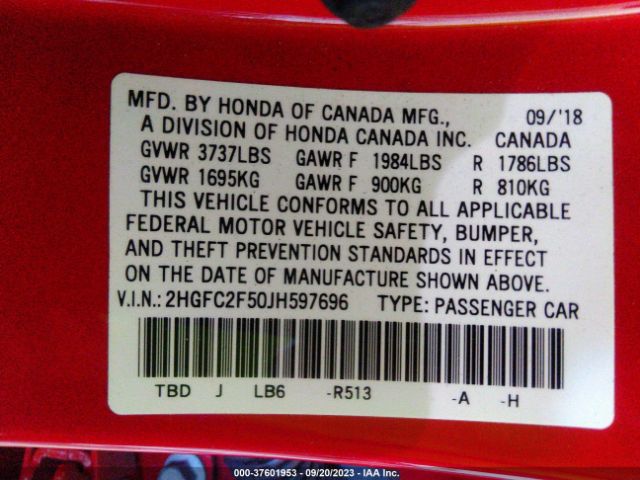 MFD. BY HONDA OF CANADA MFG., 09/'18
A DIVISION OF HONDA CANADA INC. CANADA
GVWR 3737LBS GAWR F 1984LBS R 1786LBS
GVWR 1695KG GAWR F 900KG R 810KG
THIS VEHICLE CONFORMS TO ALL APPLICABLE
FEDERAL MOTOR VEHICLE SAFETY, BUMPER,
AND THEFT PREVENTION STANDARDS IN EFFECT
ON THE DATE OF MANUFACTURE SHOWN ABOVE.
V.I.N.: 2HGFC2F50JH597696 TYPE: PASSENGER CAR
TBD J LB6 -R513 -A -H
000-37601953 - 09/20/2023 - IAA Inc.